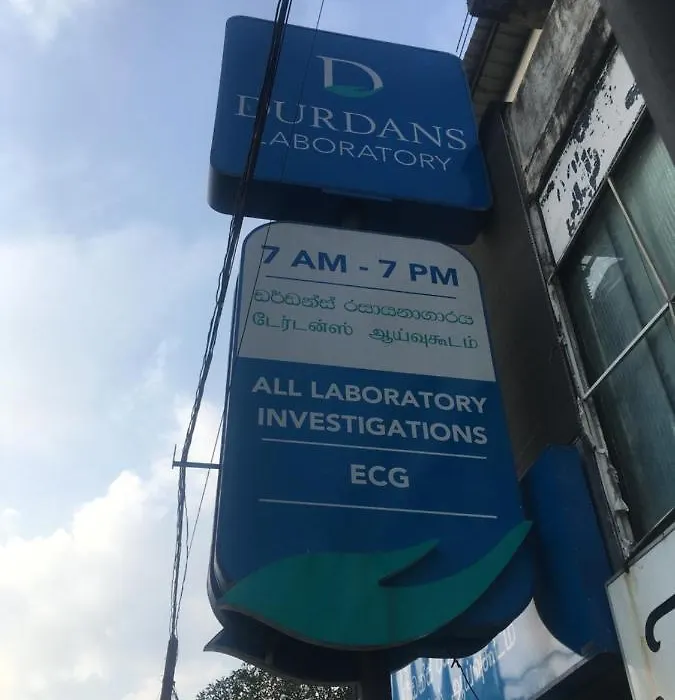 D
DURDANS
LABORATORY
7 AM - 7 PM
ඩර්ඩන්ස් රසායනාගාරය
டேர்டன்ஸ் ஆய்வுகூடம்
ALL LABORATORY
INVESTIGATIONS
ECG